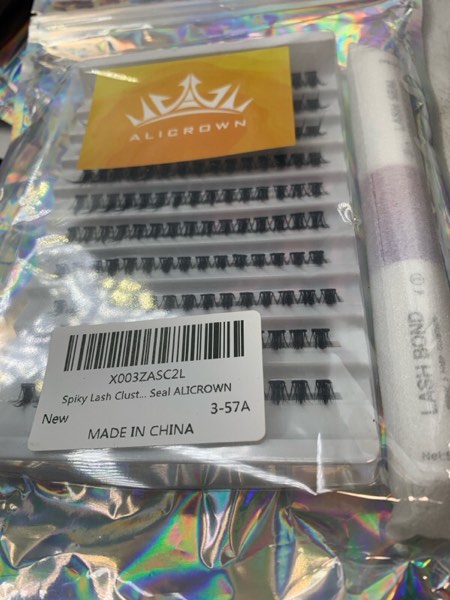 ALICROWN
X003ZASC2L
Spiky Lash Clust... Seal ALICROWN
New
3-57A
MADE IN CHINA
LASH BOND